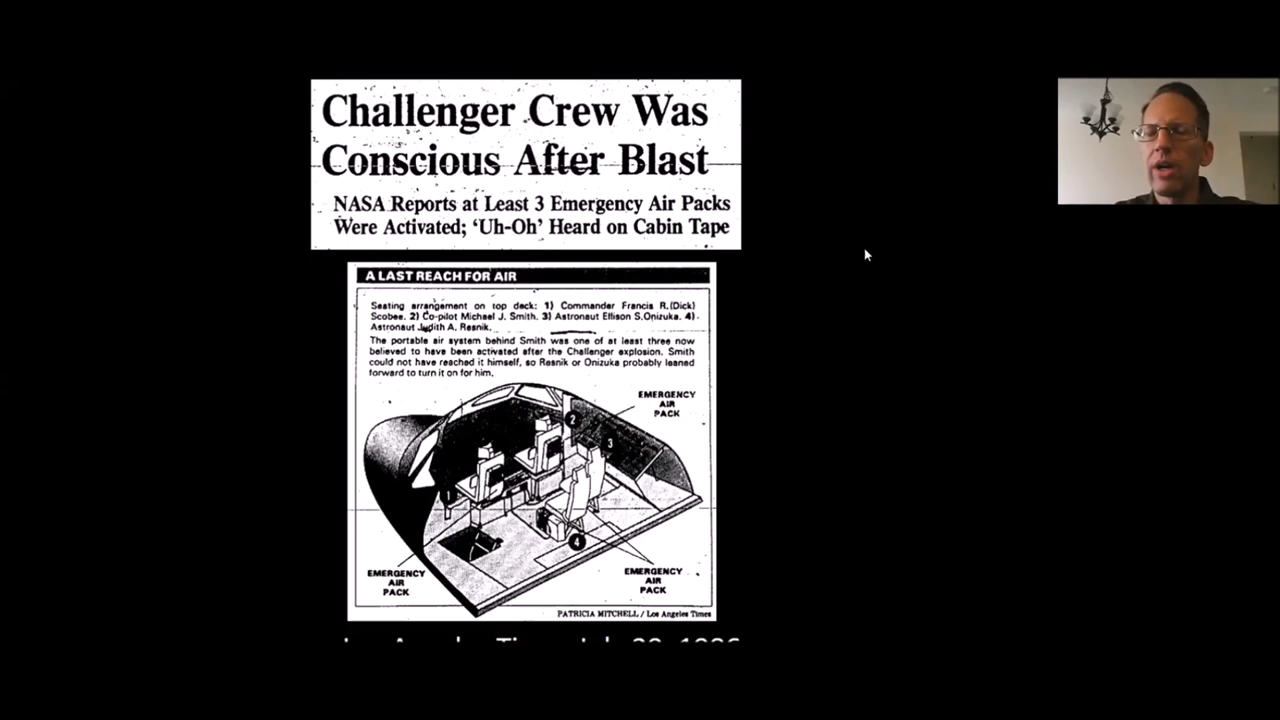 Challenger Crew Was
Conscious After Blast
NASA Reports at Least 3 Emergency Air Packs
Were Activated; 'Uh-Oh' Heard on Cabin Tape
A LAST REACH FOR AIR
Seating arrangement on top deck: 1) Commander Francis R.(Dick)
Scobee. 2) Co-pilot Michael J. Smith. 3) Astronaut Ellison S.Onizuka. 4)
Astronaut Judith A. Resnik.
The portable air system behind Smith was one of at least three now
believed to have been activated after the Challenger explosion. Smith
could not have reached it himself, so Resnik or Onizuka probably leaned
forward to turn it on for him.
EMERGENCY
AIR
PACK
2
3
1
4
EMERGENCY
AIR
PACK
EMERGENCY
AIR
PACK
PATRICIA MITCHELL / Los Angeles Times